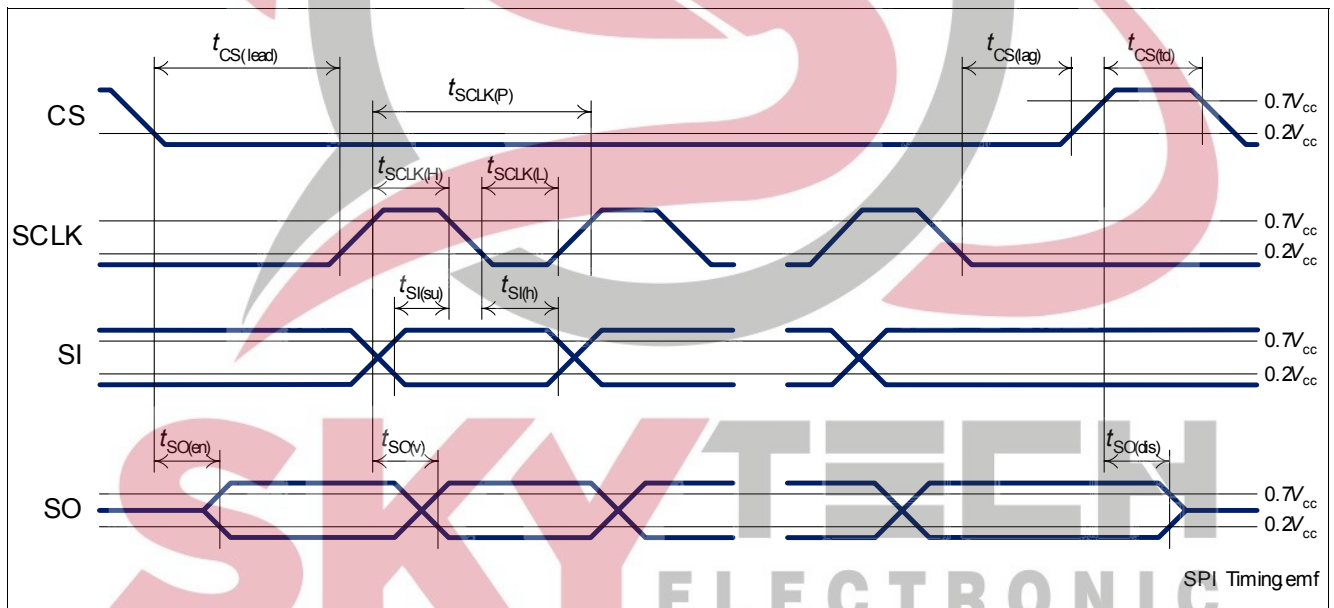 tCS(lead)
tCS(lag)
tCS(td)
tSCLK(P)
CS
0.7Vcc
0.2Vcc
tSCLK(H)
tSCLK(L)
SCLK
0.7Vcc
0.2Vcc
tSI(su)
tSI(h)
SI
0.7Vcc
0.2Vcc
tSO(en)
tSO(v)
tSO(dis)
SO
0.7Vcc
0.2Vcc
SPI Timing.emf
SKYTECH
ELECTRONIC